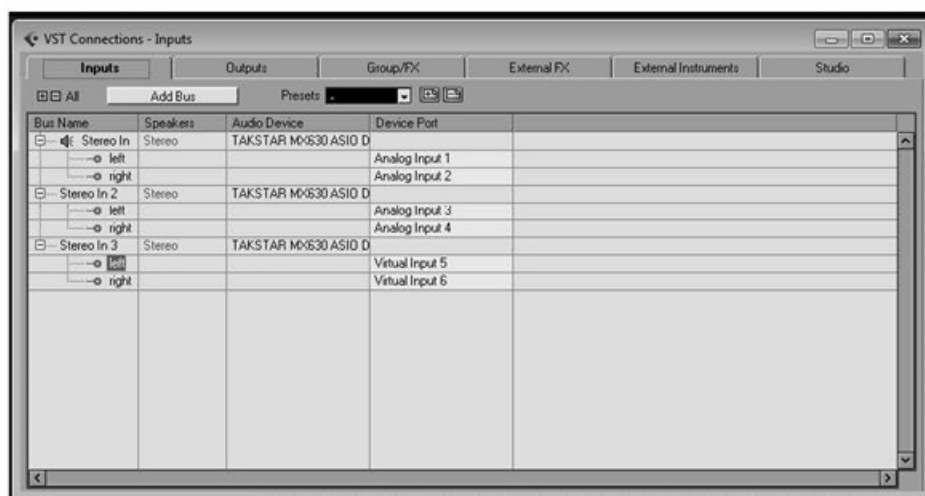 VST Connections - Inputs
Inputs Outputs Group/FX External FX External Instruments Studio
All Add Bus Presets -
Bus Name Speakers Audio Device Device Port
Stereo In Stereo TAKSTAR MX630 ASIO D
left Analog Input 1
right Analog Input 2
Stereo In 2 Stereo TAKSTAR MX630 ASIO D
left Analog Input 3
right Analog Input 4
Stereo In 3 Stereo TAKSTAR MX630 ASIO D
left Virtual Input 5
right Virtual Input 6